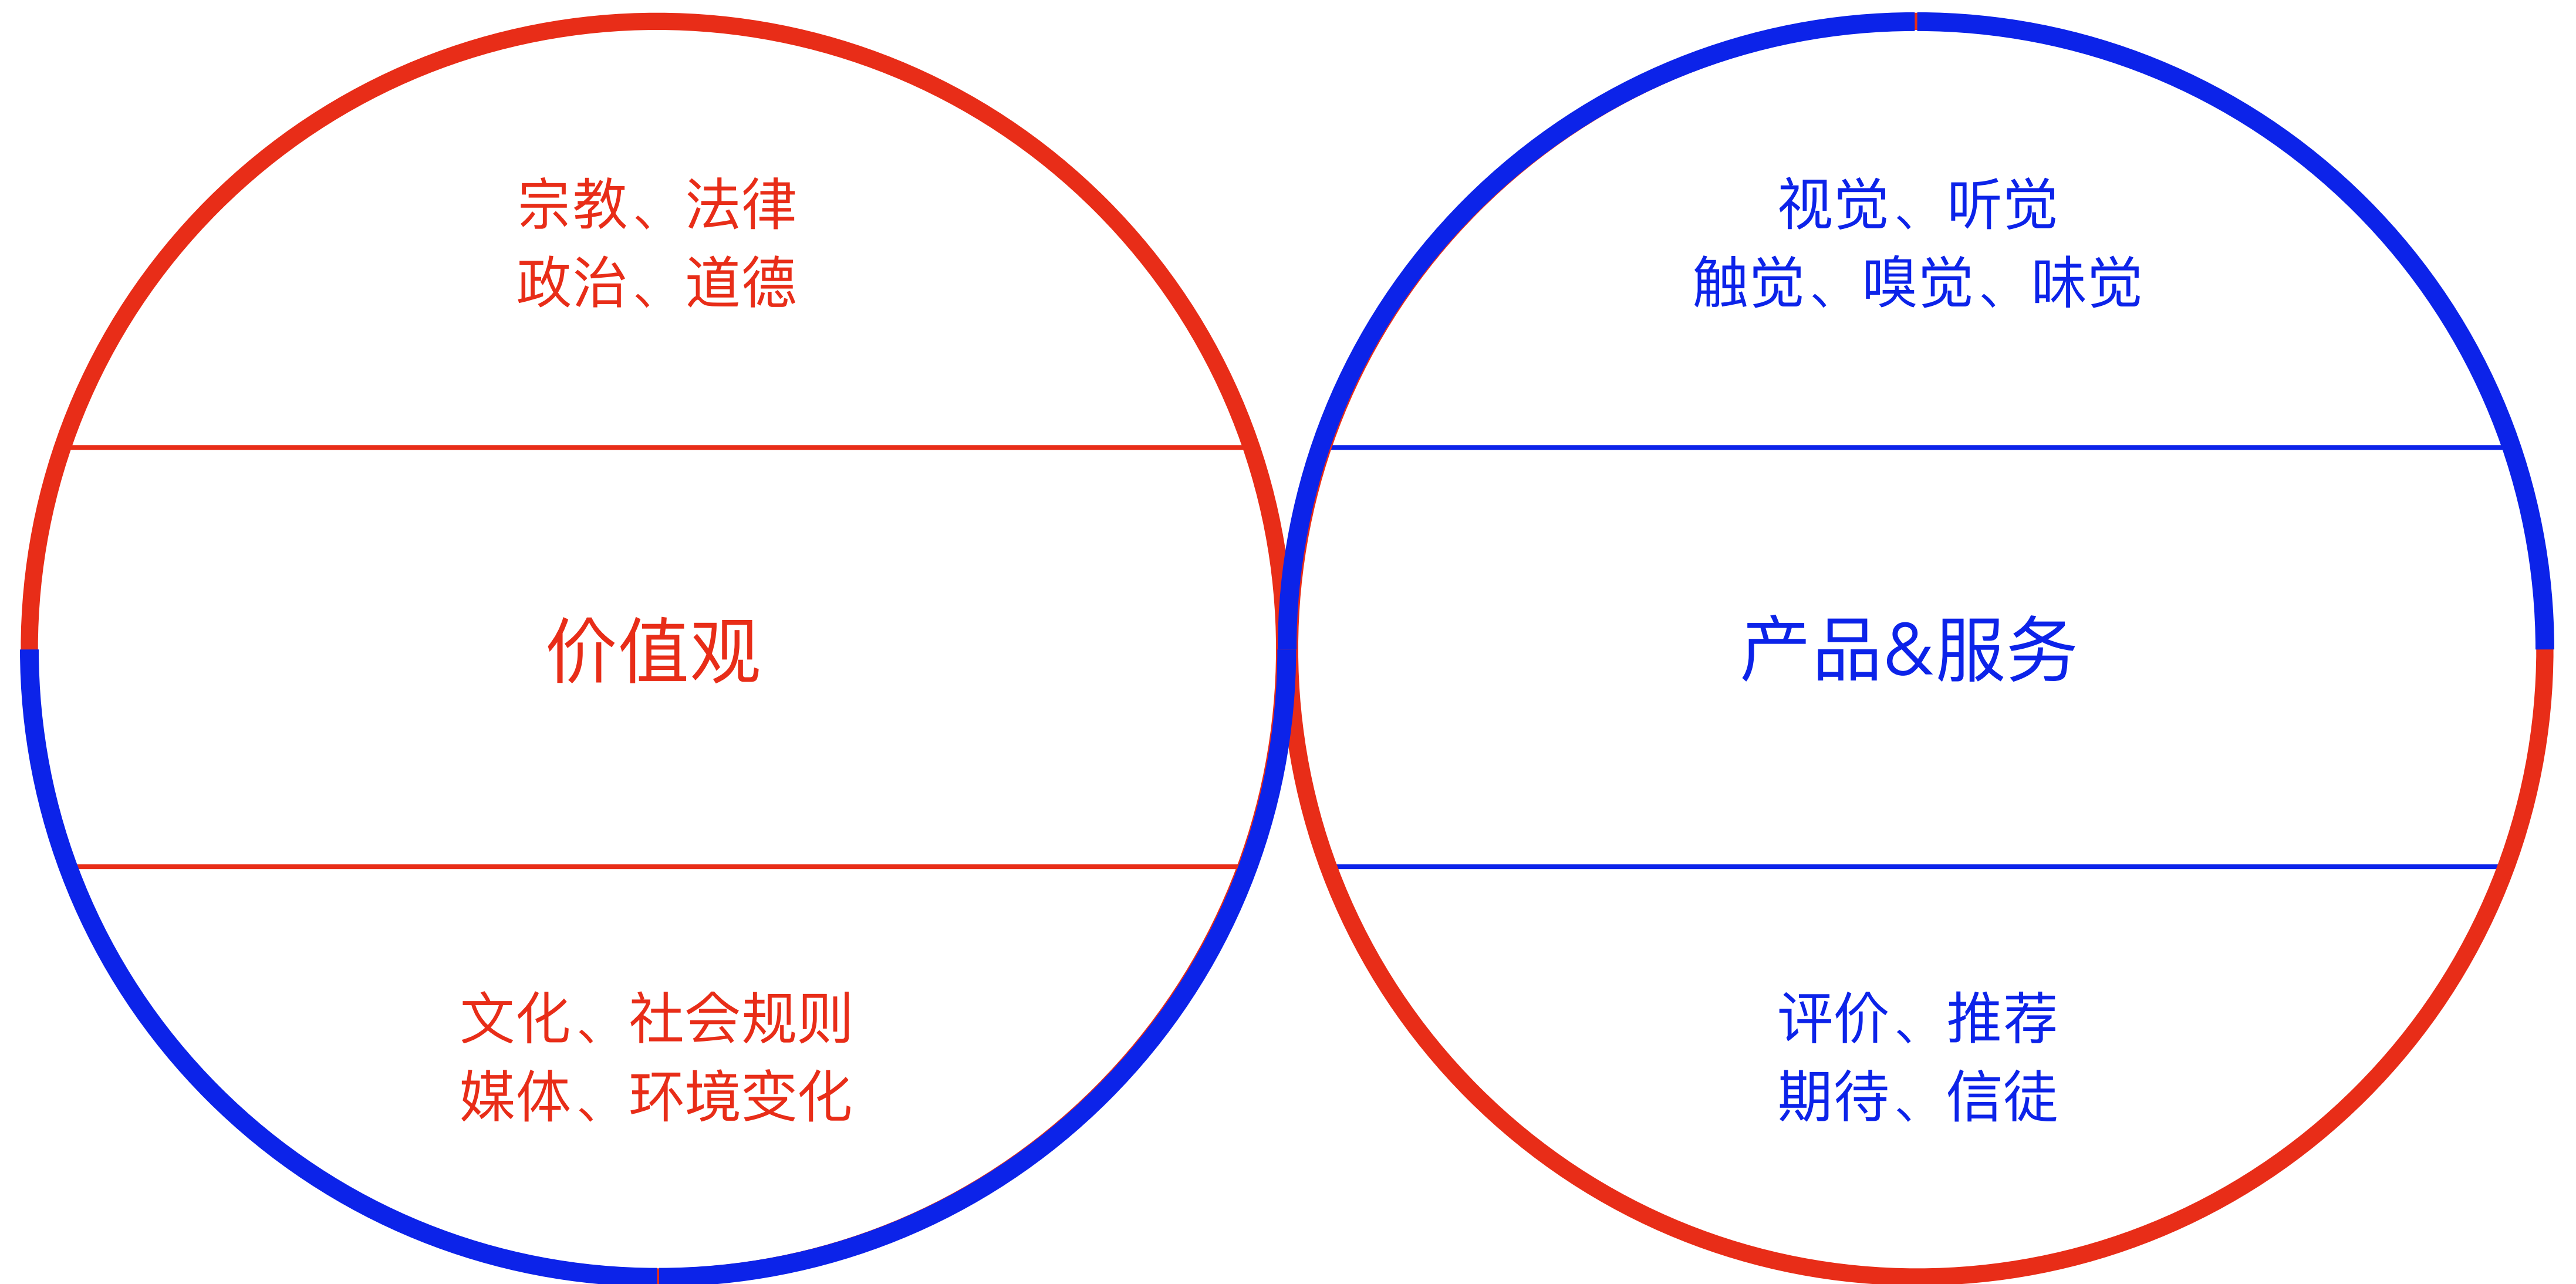 宗教、法律
政治、道德
价值观
文化、社会规则
媒体、环境变化
视觉、听觉
触觉、嗅觉、味觉
产品&服务
评价、推荐
期待、信徒